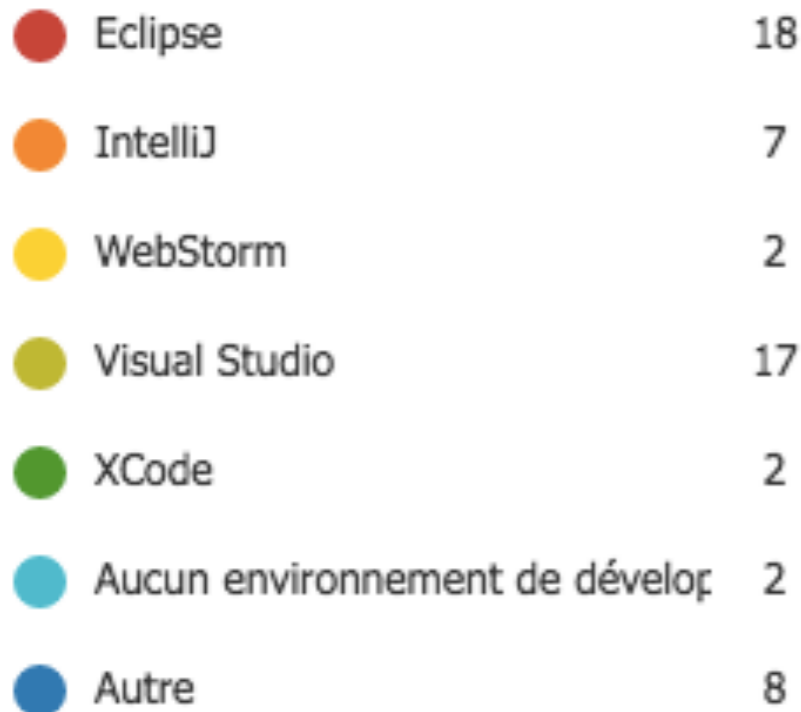 Eclipse 18
IntelliJ 7
WebStorm 2
Visual Studio 17
XCode 2
Aucun environnement de dévelop 2
Autre 8